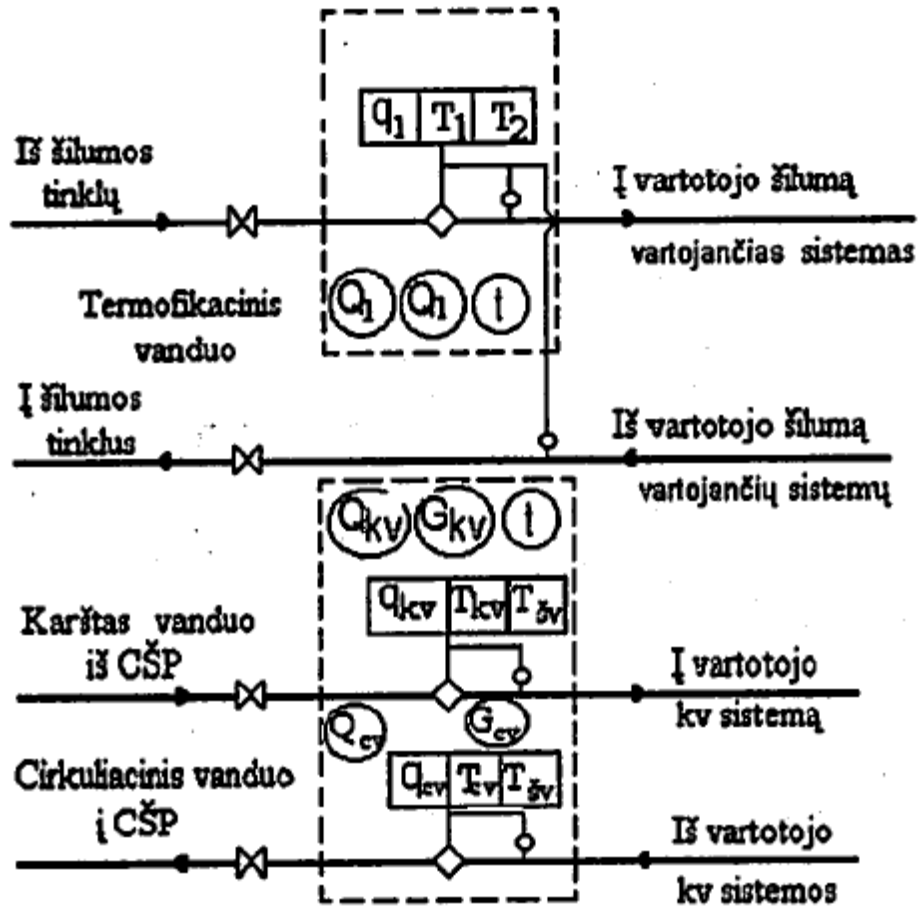 q1 T1 T2
Iš šilumos
tinklų
Į vartotojo šilumą
vartojančias sistemas
Q1 Q1 t
Termofikacinis
vanduo
Į šilumos
tinklus
Iš vartotojo šilumą
vartojančių sistemų
Qkv Gkv t
qkv Tkv Tšv
Karštas vanduo
iš CŠP
Į vartotojo
kv sistemą
Qcv Gcv
qcv Tcv Tšv
Cirkuliacinis vanduo
į CŠP
Iš vartotojo
kv sistemos